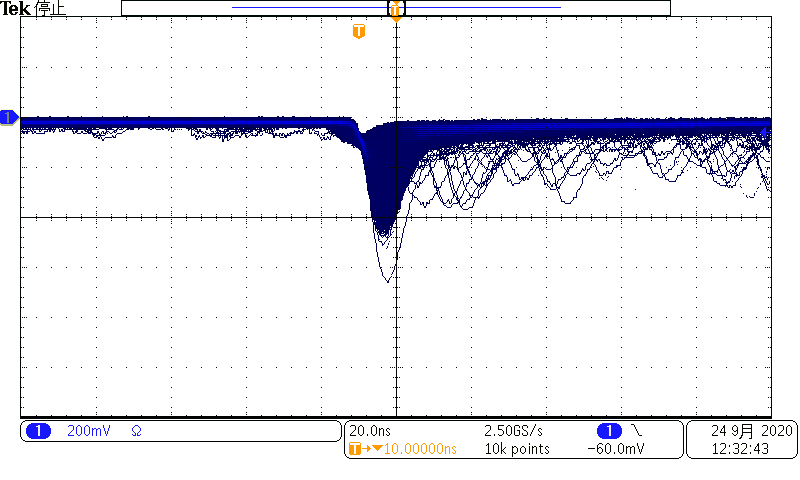 Tek 停止
T
T
1
1 200mV Ω
20.0ns 2.50GS/s 1 -60.0mV
T→▼10.00000ns 10k points
24 9月 2020
12:32:43